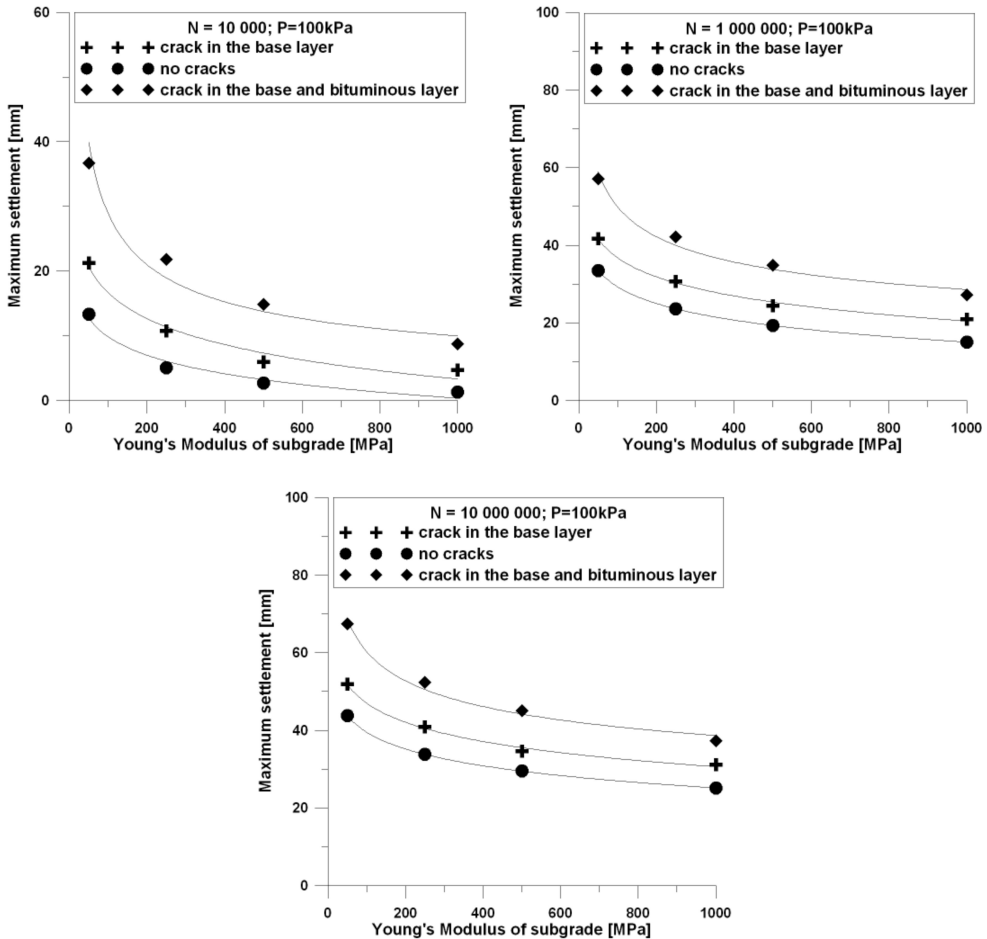 N = 10 000; P=100kPa
crack in the base layer
no cracks
crack in the base and bituminous layer
60
40
20
0
Maximum settlement [mm]
0 200 400 600 800 1000
Young's Modulus of subgrade [MPa]
N = 1 000 000; P=100kPa
crack in the base layer
no cracks
crack in the base and bituminous layer
100
80
60
40
20
0
Maximum settlement [mm]
0 200 400 600 800 1000
Young's Modulus of subgrade [MPa]
N = 10 000 000; P=100kPa
crack in the base layer
no cracks
crack in the base and bituminous layer
100
80
60
40
20
0
Maximum settlement [mm]
0 200 400 600 800 1000
Young's Modulus of subgrade [MPa]